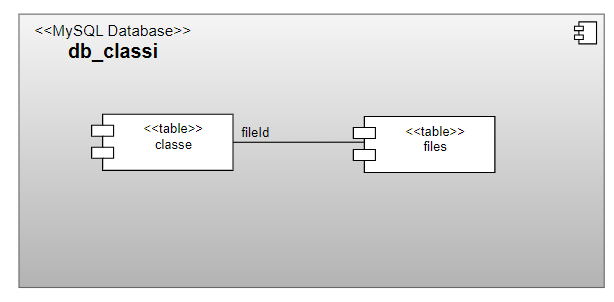 <<MySQL Database>>
db_classi
<<table>>
classe
fileId
<<table>>
files